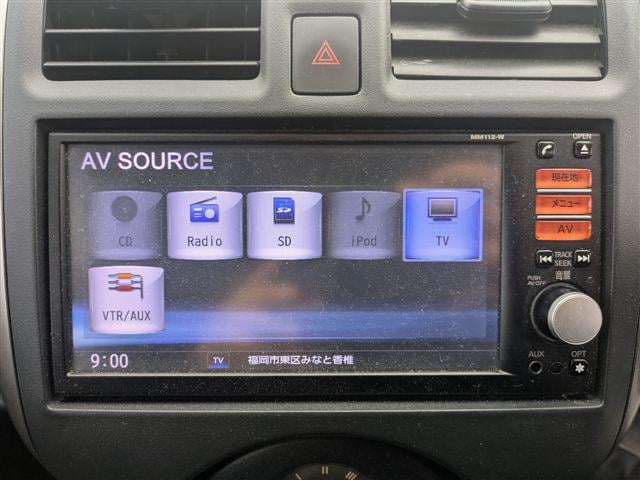 MM112-W
OPEN
AV SOURCE
現在地
メニュー
AV
CD
Radio
SD
iPod
TV
TRACK
SEEK
音量
PUSH
AV OFF
VTR/AUX
9:00
TV
福岡市東区みなと香椎
AUX
OPT